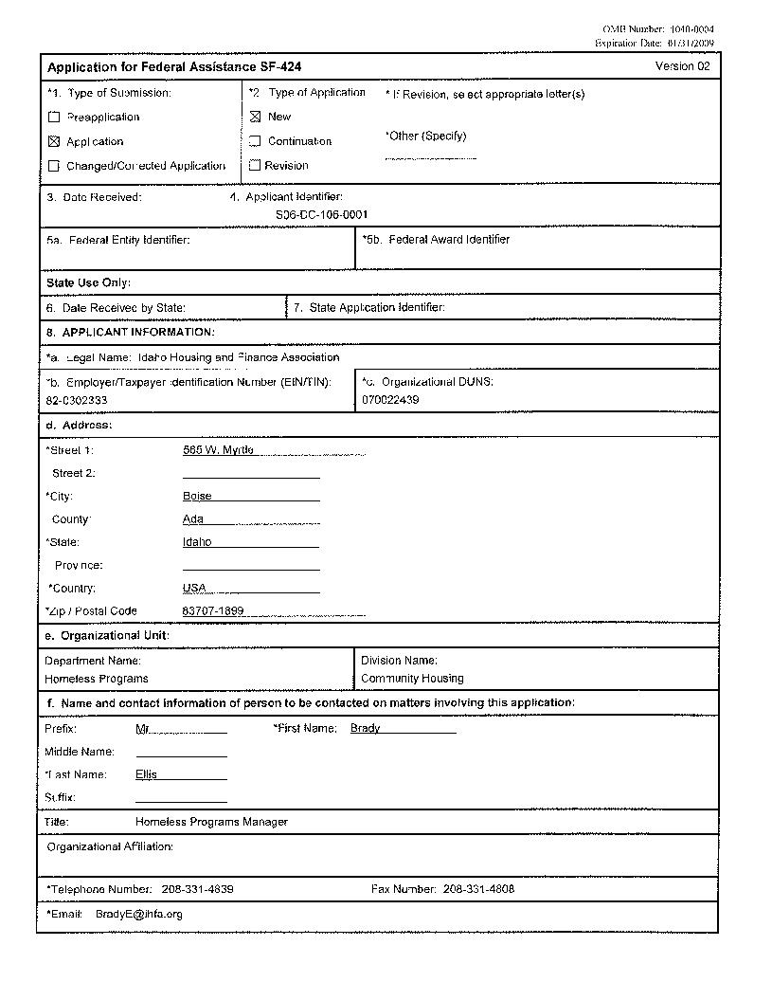 OMB Number: 4040-0004
Expiration Date: 01/31/2009
Application for Federal Assistance SF-424 Version 02
*1. Type of Submission: *2. Type of Application * If Revision, select appropriate letter(s)
☐ Preapplication ☒ New
☒ Application ☐ Continuation *Other (Specify)
☐ Changed/Corrected Application ☐ Revision
3. Date Received: 4. Applicant Identifier:
S06-DC-106-0001
5a. Federal Entity Identifier: *5b. Federal Award Identifier
State Use Only:
6. Date Received by State: 7. State Application Identifier:
8. APPLICANT INFORMATION:
*a. Legal Name: Idaho Housing and Finance Association
*b. Employer/Taxpayer Identification Number (EIN/TIN): *c. Organizational DUNS:
82-0302333 070022439
d. Address:
*Street 1: 565 W. Myrtle
Street 2:
*City: Boise
County: Ada
*State: Idaho
Province:
*Country: USA
*Zip / Postal Code 83707-1899
e. Organizational Unit:
Department Name: Division Name:
Homeless Programs Community Housing
f. Name and contact information of person to be contacted on matters involving this application:
Prefix: Mr. *First Name: Brady
Middle Name:
*Last Name: Ellis
Suffix:
Title: Homeless Programs Manager
Organizational Affiliation:
*Telephone Number: 208-331-4839 Fax Number: 208-331-4808
*Email: BradyE@ihfa.org